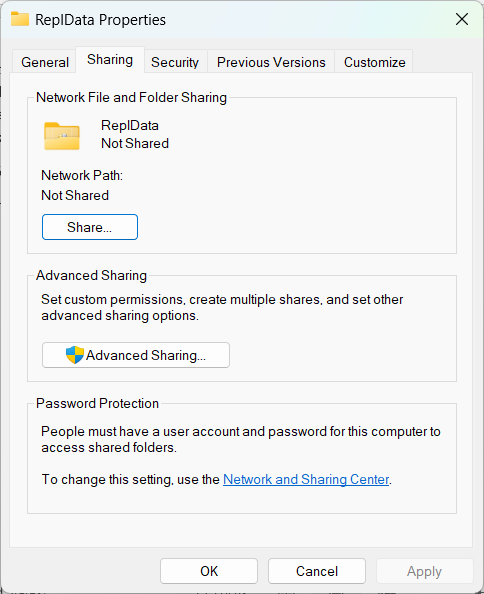 ReplData Properties
General
Sharing
Security
Previous Versions
Customize
Network File and Folder Sharing
ReplData
Not Shared
Network Path:
Not Shared
Share...
Advanced Sharing
Set custom permissions, create multiple shares, and set other
advanced sharing options.
Advanced Sharing...
Password Protection
People must have a user account and password for this computer to
access shared folders.
To change this setting, use the Network and Sharing Center.
OK
Cancel
Apply